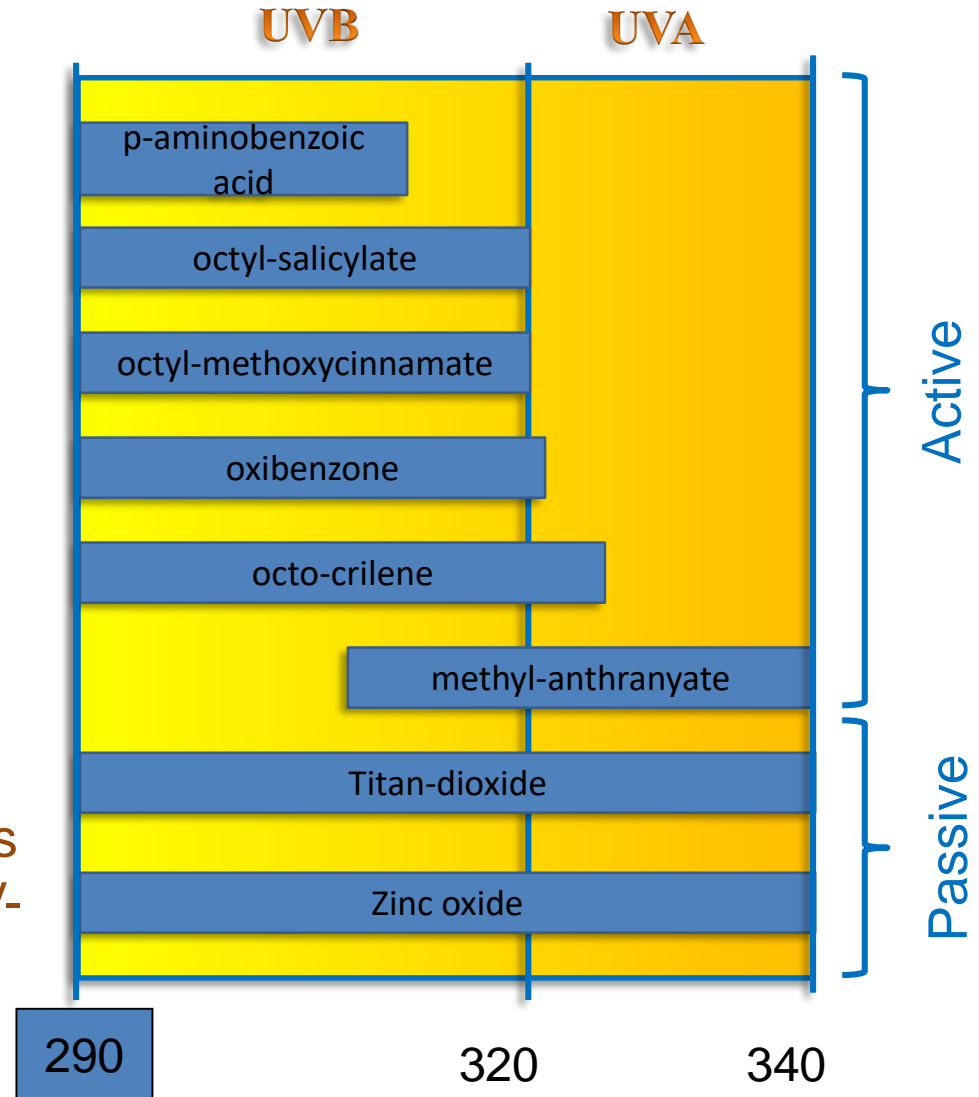 UVB
UVA
p-aminobenzoic
acid
octyl-salicylate
octyl-methoxycinnamate
oxibenzone
octo-crilene
methyl-anthranyate
Titan-dioxide
Zinc oxide
Active
Passive
290
320
340